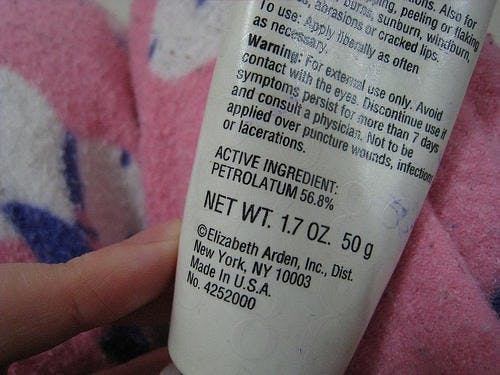 ations. Also for
ping, peeling or flaking
burns, sunburn, windburn,
s, abrasions or cracked lips.
To use: Apply liberally as often
as necessary.
Warning: For external use only. Avoid
contact with the eyes. Discontinue use if
symptoms persist for more than 7 days
and consult a physician. Not to be
applied over puncture wounds, infections
or lacerations.
ACTIVE INGREDIENT:
PETROLATUM 56.8%
NET WT. 1.7 OZ. 50 g
©Elizabeth Arden, Inc., Dist.
New York, NY 10003
Made in U.S.A.
No. 4252000